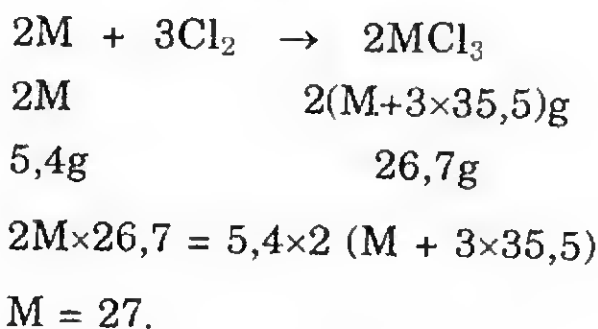 2M + 3Cl₂ → 2MCl₃
2M 2(M+3×35,5)g
5,4g 26,7g
2M×26,7 = 5,4×2 (M + 3×35,5)
M = 27.